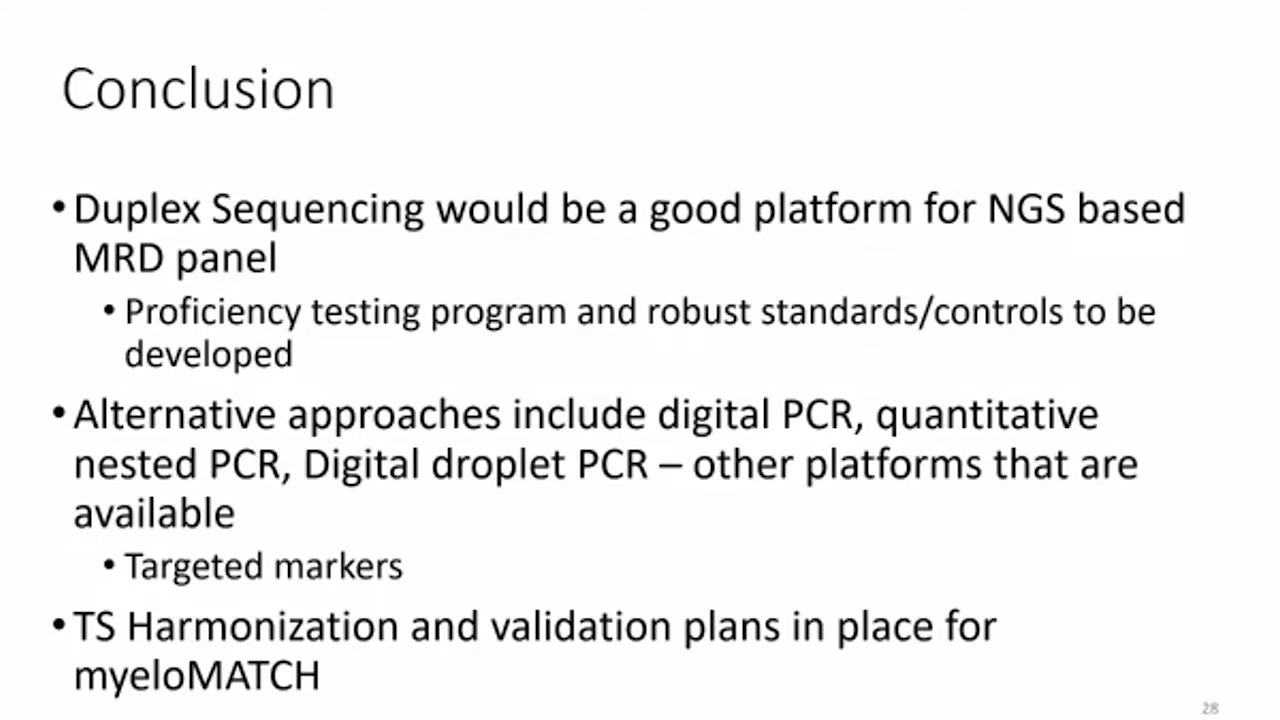 Conclusion
•Duplex Sequencing would be a good platform for NGS based
MRD panel
•Proficiency testing program and robust standards/controls to be
developed
•Alternative approaches include digital PCR, quantitative
nested PCR, Digital droplet PCR – other platforms that are
available
•Targeted markers
•TS Harmonization and validation plans in place for
myeloMATCH
28